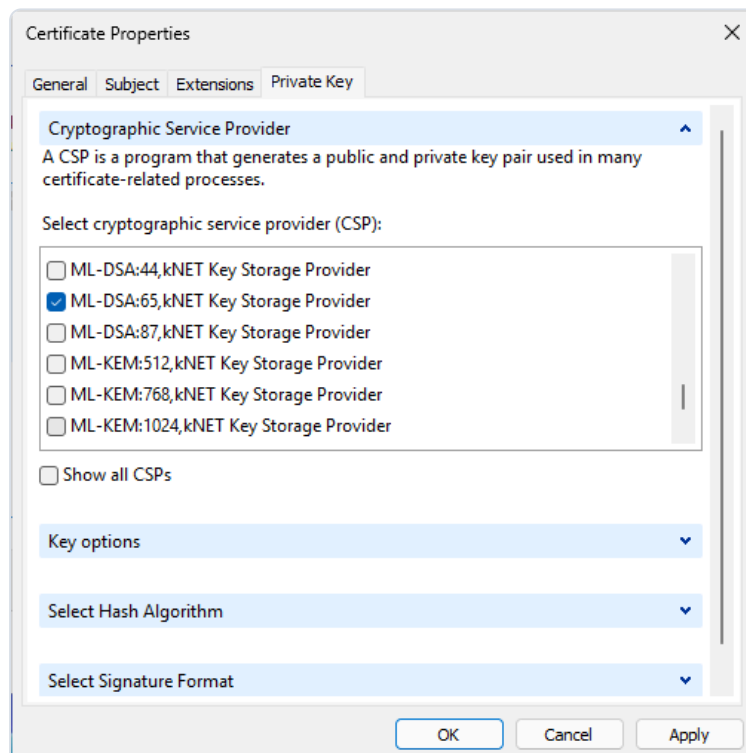 Certificate Properties
General Subject Extensions Private Key
Cryptographic Service Provider
A CSP is a program that generates a public and private key pair used in many
certificate-related processes.
Select cryptographic service provider (CSP):
ML-DSA:44,kNET Key Storage Provider
ML-DSA:65,kNET Key Storage Provider
ML-DSA:87,kNET Key Storage Provider
ML-KEM:512,kNET Key Storage Provider
ML-KEM:768,kNET Key Storage Provider
ML-KEM:1024,kNET Key Storage Provider
Show all CSPs
Key options
Select Hash Algorithm
Select Signature Format
OK Cancel Apply